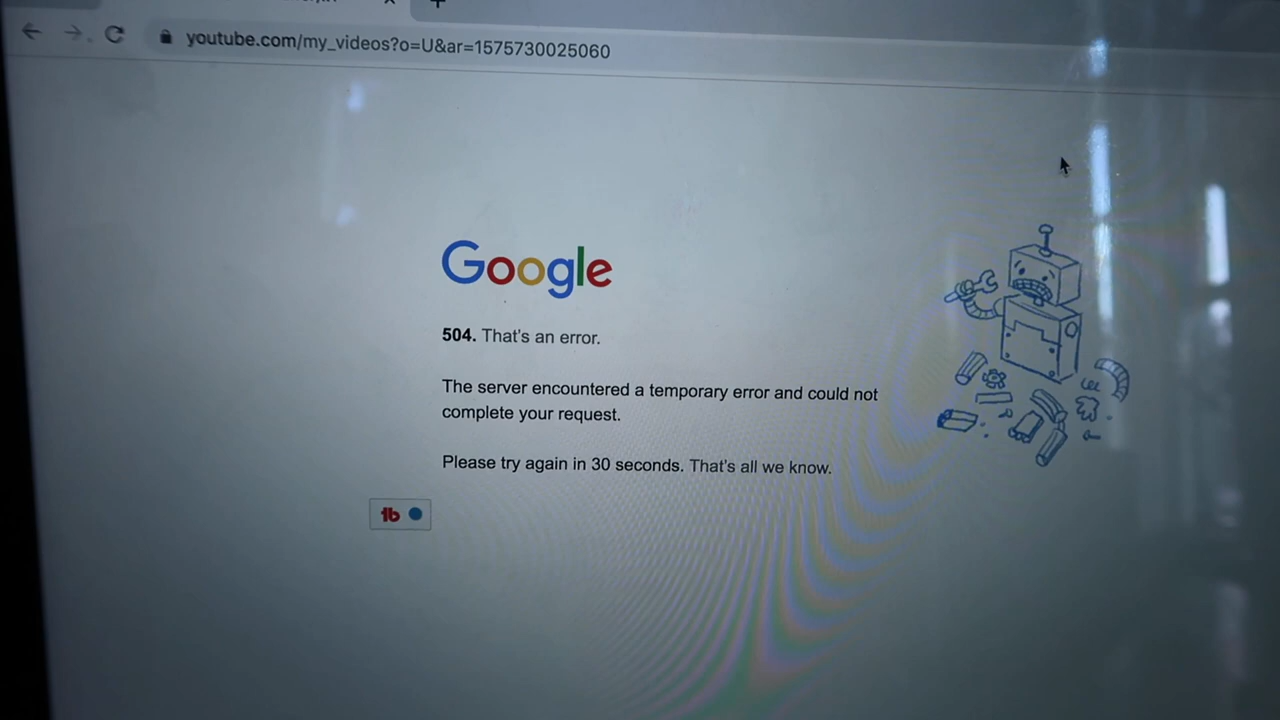 youtube.com/my_videos?o=U&ar=1575730025060
Google
504. That's an error.
The server encountered a temporary error and could not
complete your request.
Please try again in 30 seconds. That's all we know.
tb